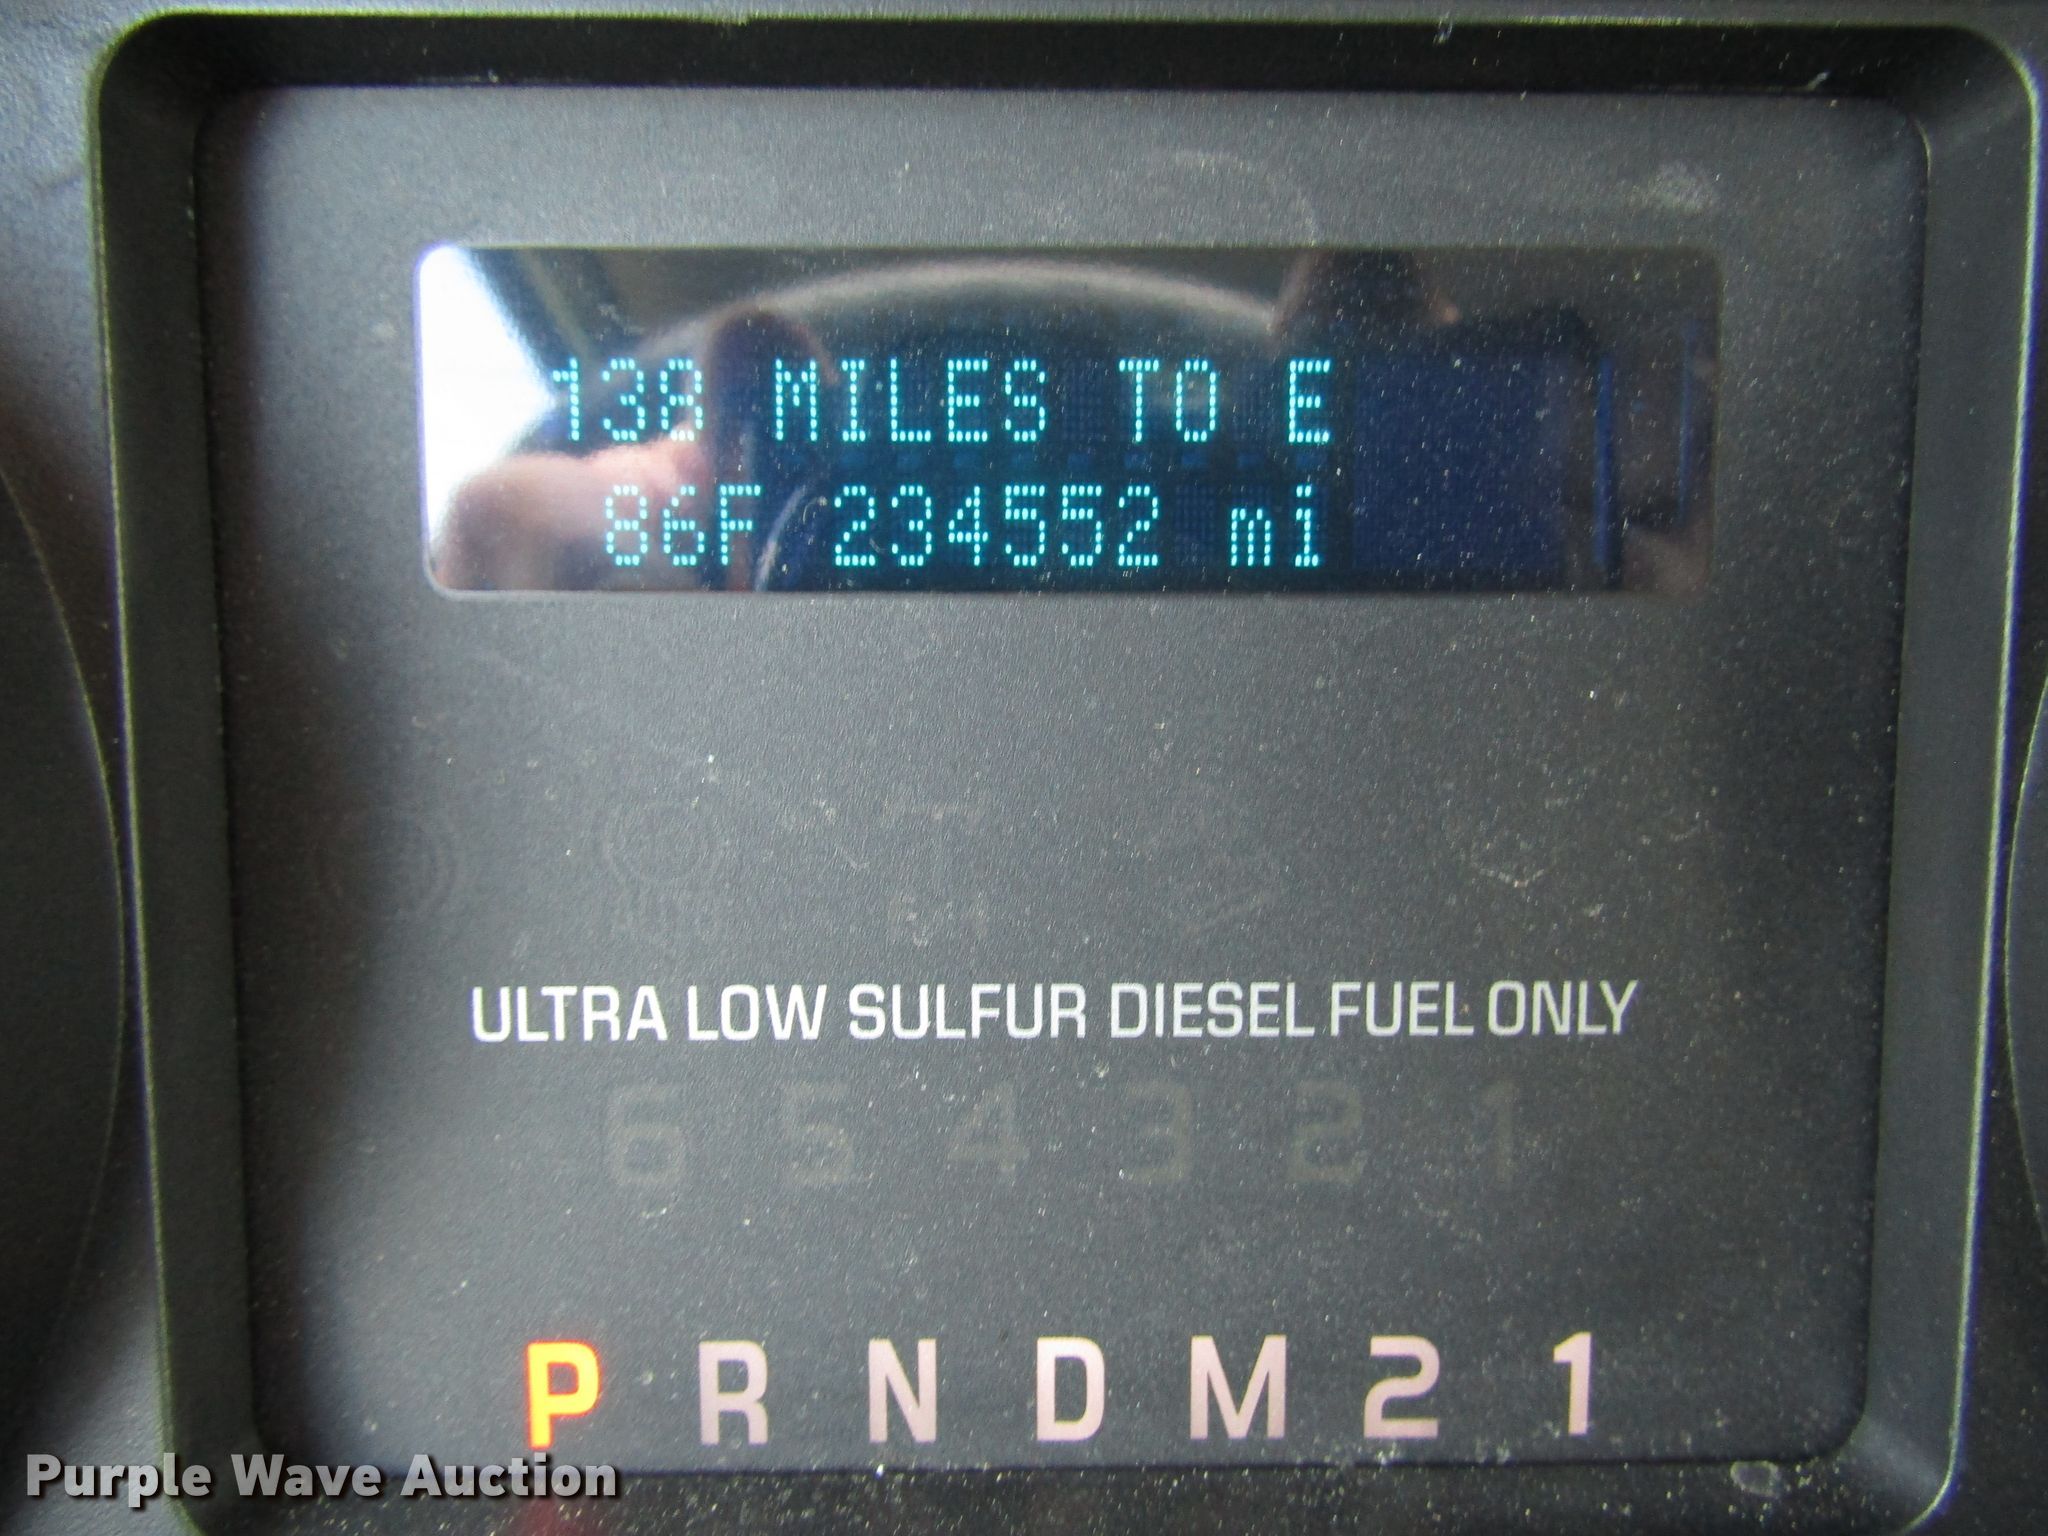 138 MILES TO E
86F 234552 mi
ULTRA LOW SULFUR DIESEL FUEL ONLY
6 5 4 3 2 1
P R N D M 2 1
Purple Wave Auction